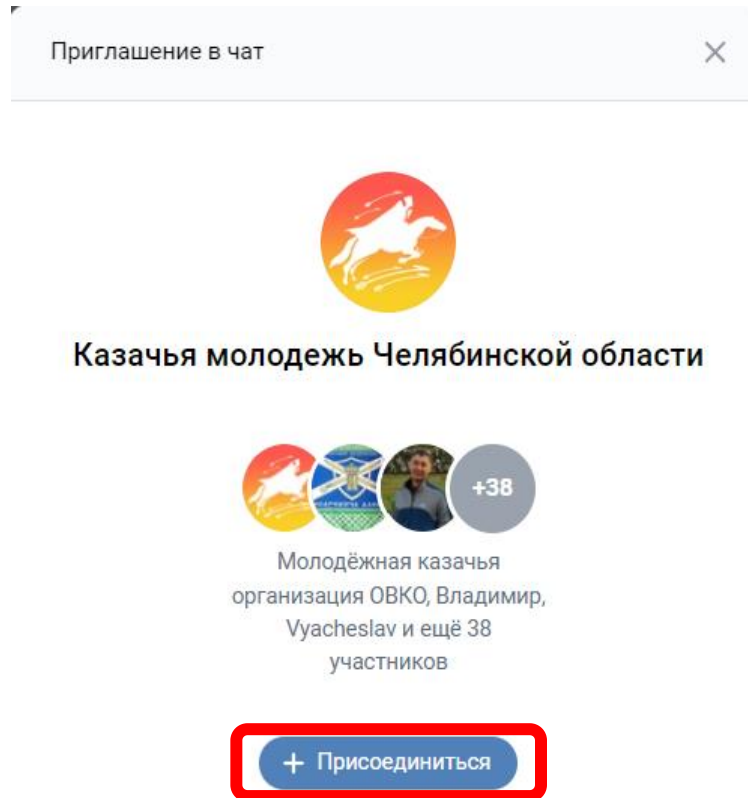 Приглашение в чат
Казачья молодежь Челябинской области
+38
Молодёжная казачья
организация ОВКО, Владимир,
Vyacheslav и ещё 38
участников
+ Присоединиться